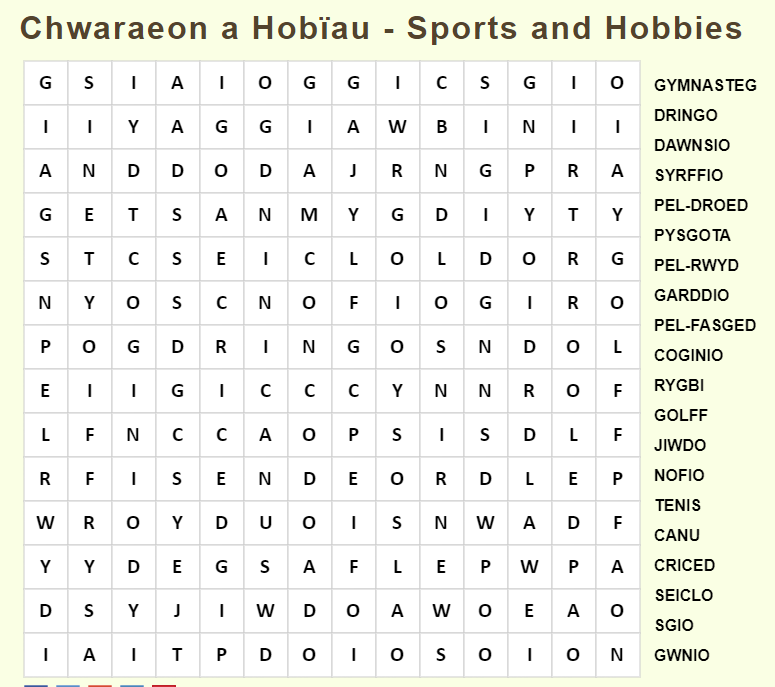 Chwaraeon a Hobïau - Sports and Hobbies
G S I A I O G G I C S G I O
I I Y A G G I A W B I N I I
A N D D O D A J R N G P R A
G E T S A N M Y G D I Y T Y
S T C S E I C L O L D O R G
N Y O S C N O F I O G I R O
P O G D R I N G O S N D O L
E I I G I C C C Y N N R O F
L F N C C A O P S I S D L F
R F I S E N D E O R D L E P
W R O Y D U O I S N W A D F
Y Y D E G S A F L E P W P A
D S Y J I W D O A W O E A O
I A I T P D O I O S O I O N
GYMNASTEG
DRINGO
DAWNSIO
SYRFFIO
PEL-DROED
PYSGOTA
PEL-RWYD
GARDDIO
PEL-FASGED
COGINIO
RYGBI
GOLFF
JIWDO
NOFIO
TENIS
CANU
CRICED
SEICLO
SGIO
GWNIO